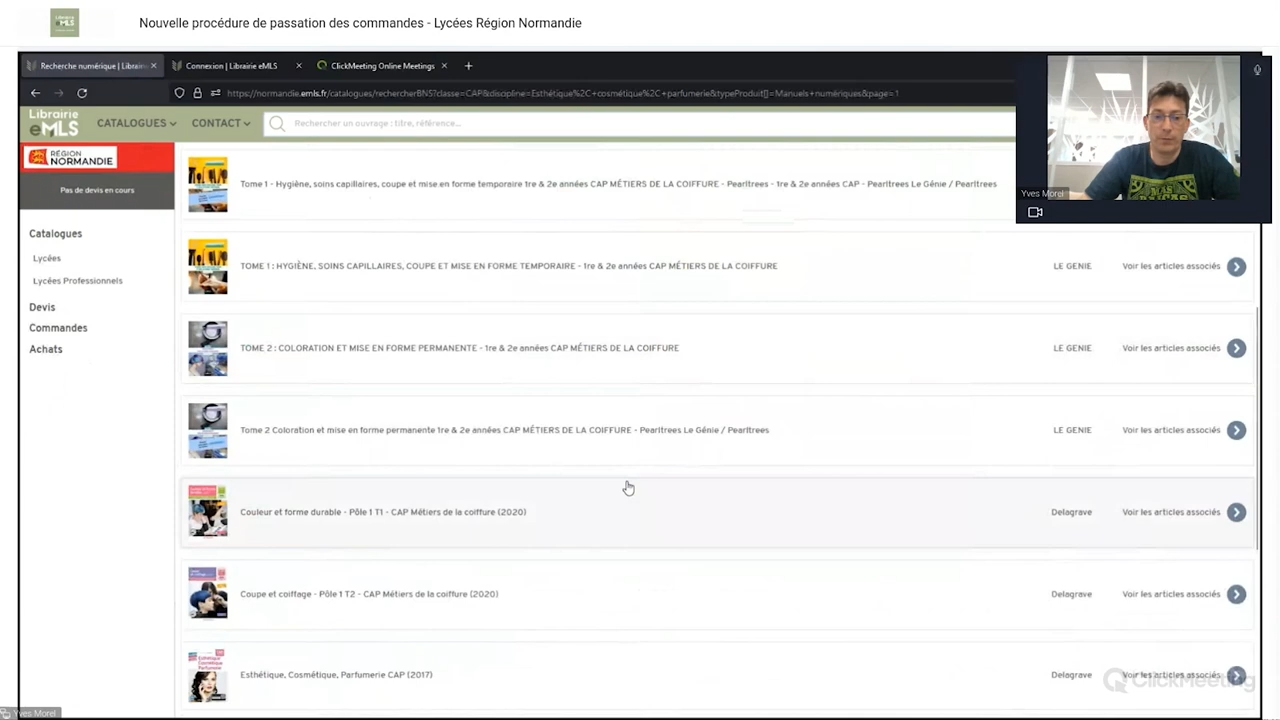 Librairie
eMLS
Nouvelle procédure de passation des commandes - Lycées Région Normandie
Recherche numérique | Librairi
Connexion | Librairie eMLS
ClickMeeting Online Meetings
https://normandie.emls.fr/catalogues/rechercherBNS?classe=CAP&discipline=Esthétique%2C+cosmétique%2C+parfumerie&typeProduit[]=Manuels+numériques&page=1
Librairie
eMLS
CATALOGUES
CONTACT
Rechercher un ouvrage : titre, référence...
RÉGION
NORMANDIE
Pas de devis en cours
Catalogues
Lycées
Lycées Professionnels
Devis
Commandes
Achats
Tome 1 - Hygiène, soins capillaires, coupe et mise en forme temporaire 1re & 2e années CAP MÉTIERS DE LA COIFFURE - Pearltrees - 1re & 2e années CAP - Pearltrees Le Génie / Pearltrees
TOME 1 : HYGIÈNE, SOINS CAPILLAIRES, COUPE ET MISE EN FORME TEMPORAIRE - 1re & 2e années CAP MÉTIERS DE LA COIFFURE
LE GENIE
Voir les articles associés
TOME 2 : COLORATION ET MISE EN FORME PERMANENTE - 1re & 2e années CAP MÉTIERS DE LA COIFFURE
LE GENIE
Voir les articles associés
Tome 2 Coloration et mise en forme permanente 1re & 2e années CAP MÉTIERS DE LA COIFFURE - Pearltrees Le Génie / Pearltrees
LE GENIE
Voir les articles associés
Couleur et forme durable - Pôle 1 T1 - CAP Métiers de la coiffure (2020)
Delagrave
Voir les articles associés
Coupe et coiffage - Pôle 1 T2 - CAP Métiers de la coiffure (2020)
Delagrave
Voir les articles associés
Esthétique
Cosmétique
Parfumerie
Esthétique, Cosmétique, Parfumerie CAP (2017)
Delagrave
Voir les articles associés
Yves Morel
ClickMeeting
Yves Morel